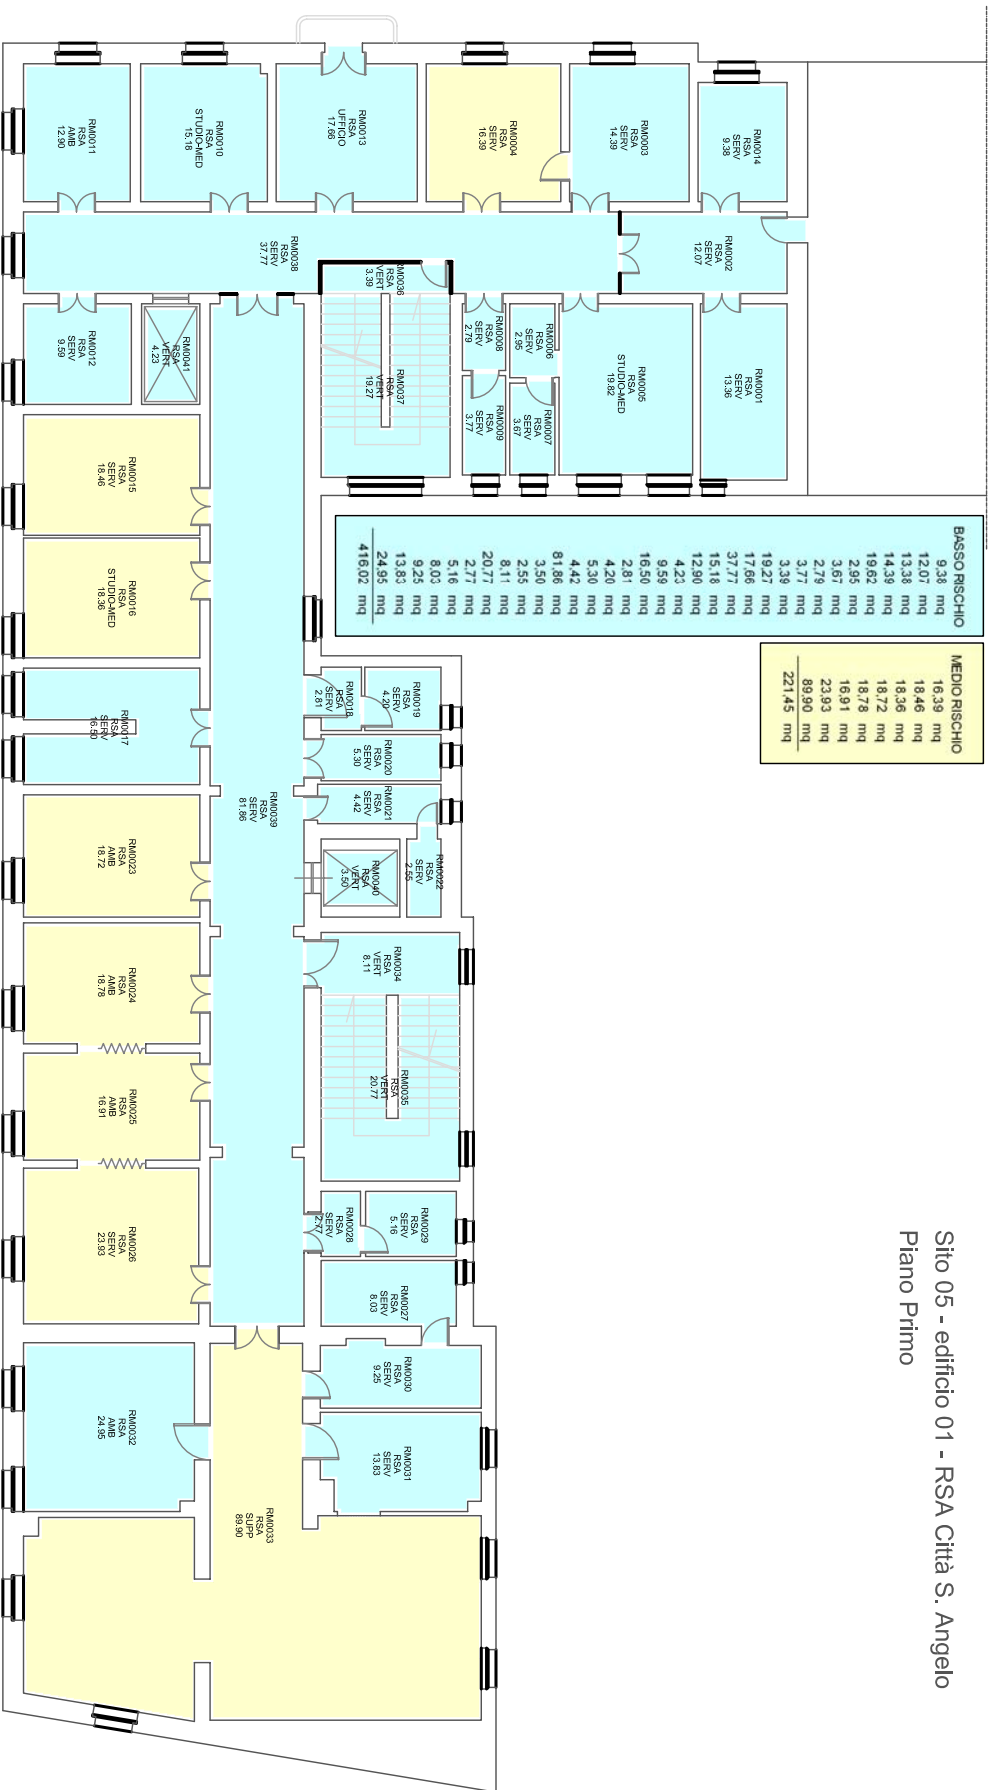 Sito 05 - edificio 01 - RSA Città S. Angelo
Piano Primo
BASSO RISCHIO
9,38 mq
12,07 mq
13,38 mq
14,39 mq
19,62 mq
2,95 mq
3,67 mq
2,79 mq
3,77 mq
3,39 mq
19,27 mq
17,66 mq
37,77 mq
15,18 mq
12,90 mq
4,23 mq
9,59 mq
16,50 mq
2,81 mq
4,20 mq
5,30 mq
4,42 mq
81,86 mq
3,50 mq
2,55 mq
8,11 mq
20,77 mq
2,77 mq
5,16 mq
8,03 mq
9,25 mq
13,83 mq
24,95 mq
416,02 mq
MEDIO RISCHIO
16,39 mq
18,46 mq
18,36 mq
18,72 mq
18,78 mq
16,91 mq
23,93 mq
89,90 mq
221,45 mq
RM0014
RSA
SERV
9.38
RM0002
RSA
SERV
12.07
RM0001
RSA
SERV
13.36
RM0003
RSA
SERV
14.39
RM0005
RSA
STUDIO-MED
19.82
RM0004
RSA
SERV
16.39
RM0006
RSA
SERV
2.95
RM0007
RSA
SERV
3.67
RM0008
RSA
SERV
2.79
RM0009
RSA
SERV
3.77
RM0036
RSA
VERT
3.39
RM0037
RSA
VERT
19.27
RM0013
RSA
UFFICIO
17.66
RM0038
RSA
SERV
37.77
RM0010
RSA
STUDIO-MED
15.18
RM0011
RSA
AMB
12.90
RM0041
RSA
VERT
4.23
RM0012
RSA
SERV
9.59
RM0015
RSA
SERV
18.46
RM0016
RSA
STUDIO-MED
18.36
RM0017
RSA
SERV
16.50
RM0019
RSA
SERV
4.20
RM0018
RSA
SERV
2.81
RM0020
RSA
SERV
5.30
RM0021
RSA
SERV
4.42
RM0039
RSA
SERV
81.86
RM0022
RSA
SERV
2.55
RM0040
RSA
VERT
3.50
RM0023
RSA
AMB
18.72
RM0034
RSA
VERT
8.11
RM0024
RSA
AMB
18.78
RM0035
RSA
VERT
20.77
RM0025
RSA
AMB
16.91
RM0029
RSA
SERV
5.16
RM0028
RSA
SERV
2.77
RM0026
RSA
SERV
23.93
RM0027
RSA
SERV
8.03
RM0030
RSA
SERV
9.25
RM0031
RSA
SERV
13.83
RM0032
RSA
AMB
24.95
RM0033
RSA
SUPP
89.90